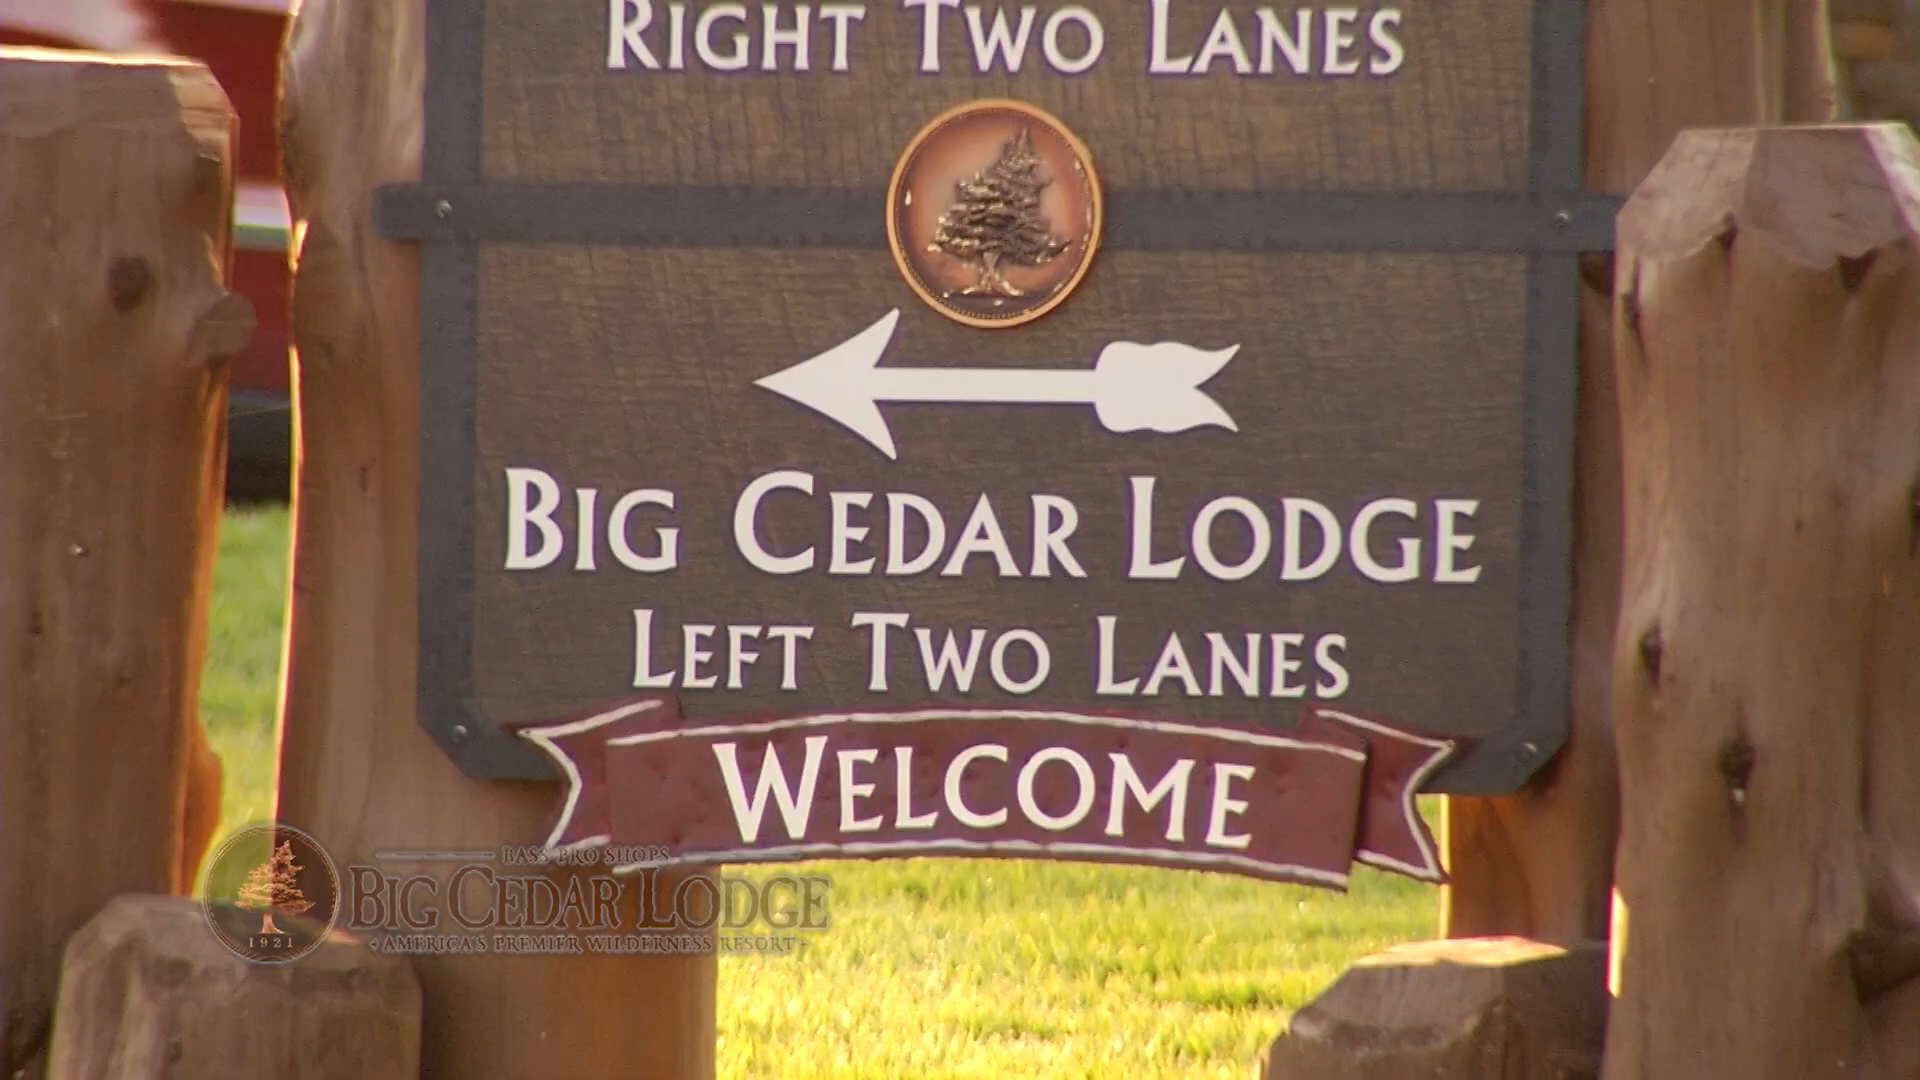 RIGHT TWO LANES
BIG CEDAR LODGE
LEFT TWO LANES
WELCOME
BASS PRO SHOPS
BIG CEDAR LODGE
AMERICA'S PREMIER WILDERNESS RESORT
1921